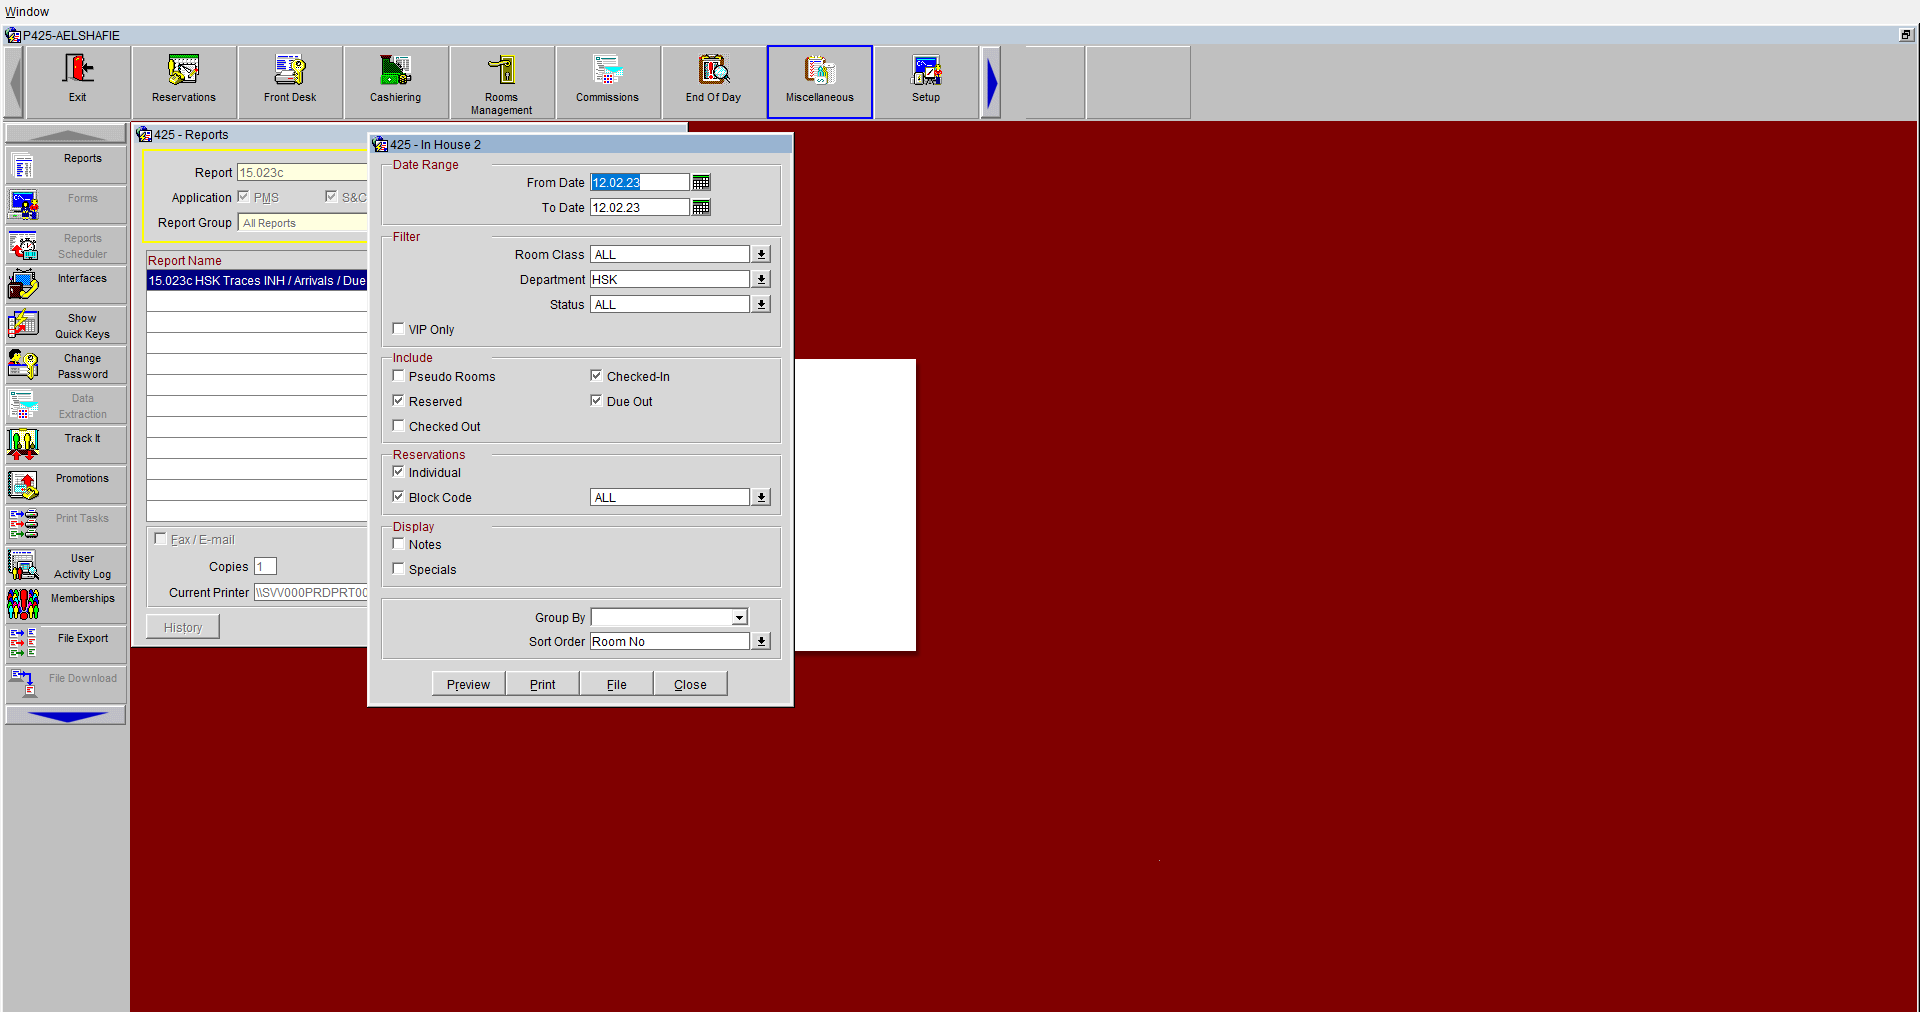 Window
P425-AELSHAFIE
Exit
Reservations
Front Desk
Cashiering
Rooms
Management
Commissions
End Of Day
Miscellaneous
Setup
Reports
Forms
Reports
Scheduler
Interfaces
Show
Quick Keys
Change
Password
Data
Extraction
Track It
Promotions
Print Tasks
User
Activity Log
Memberships
File Export
File Download
425 - Reports
Report 15.023c
Application PMS S&C
Report Group All Reports
Report Name
15.023c HSK Traces INH / Arrivals / Due
Fax / E-mail
Copies 1
Current Printer \\SVV000PRDPRT00
History
425 - In House 2
Date Range
From Date 12.02.23
To Date 12.02.23
Filter
Room Class ALL
Department HSK
Status ALL
VIP Only
Include
Pseudo Rooms Checked-In
Reserved Due Out
Checked Out
Reservations
Individual
Block Code ALL
Display
Notes
Specials
Group By
Sort Order Room No
Preview Print File Close